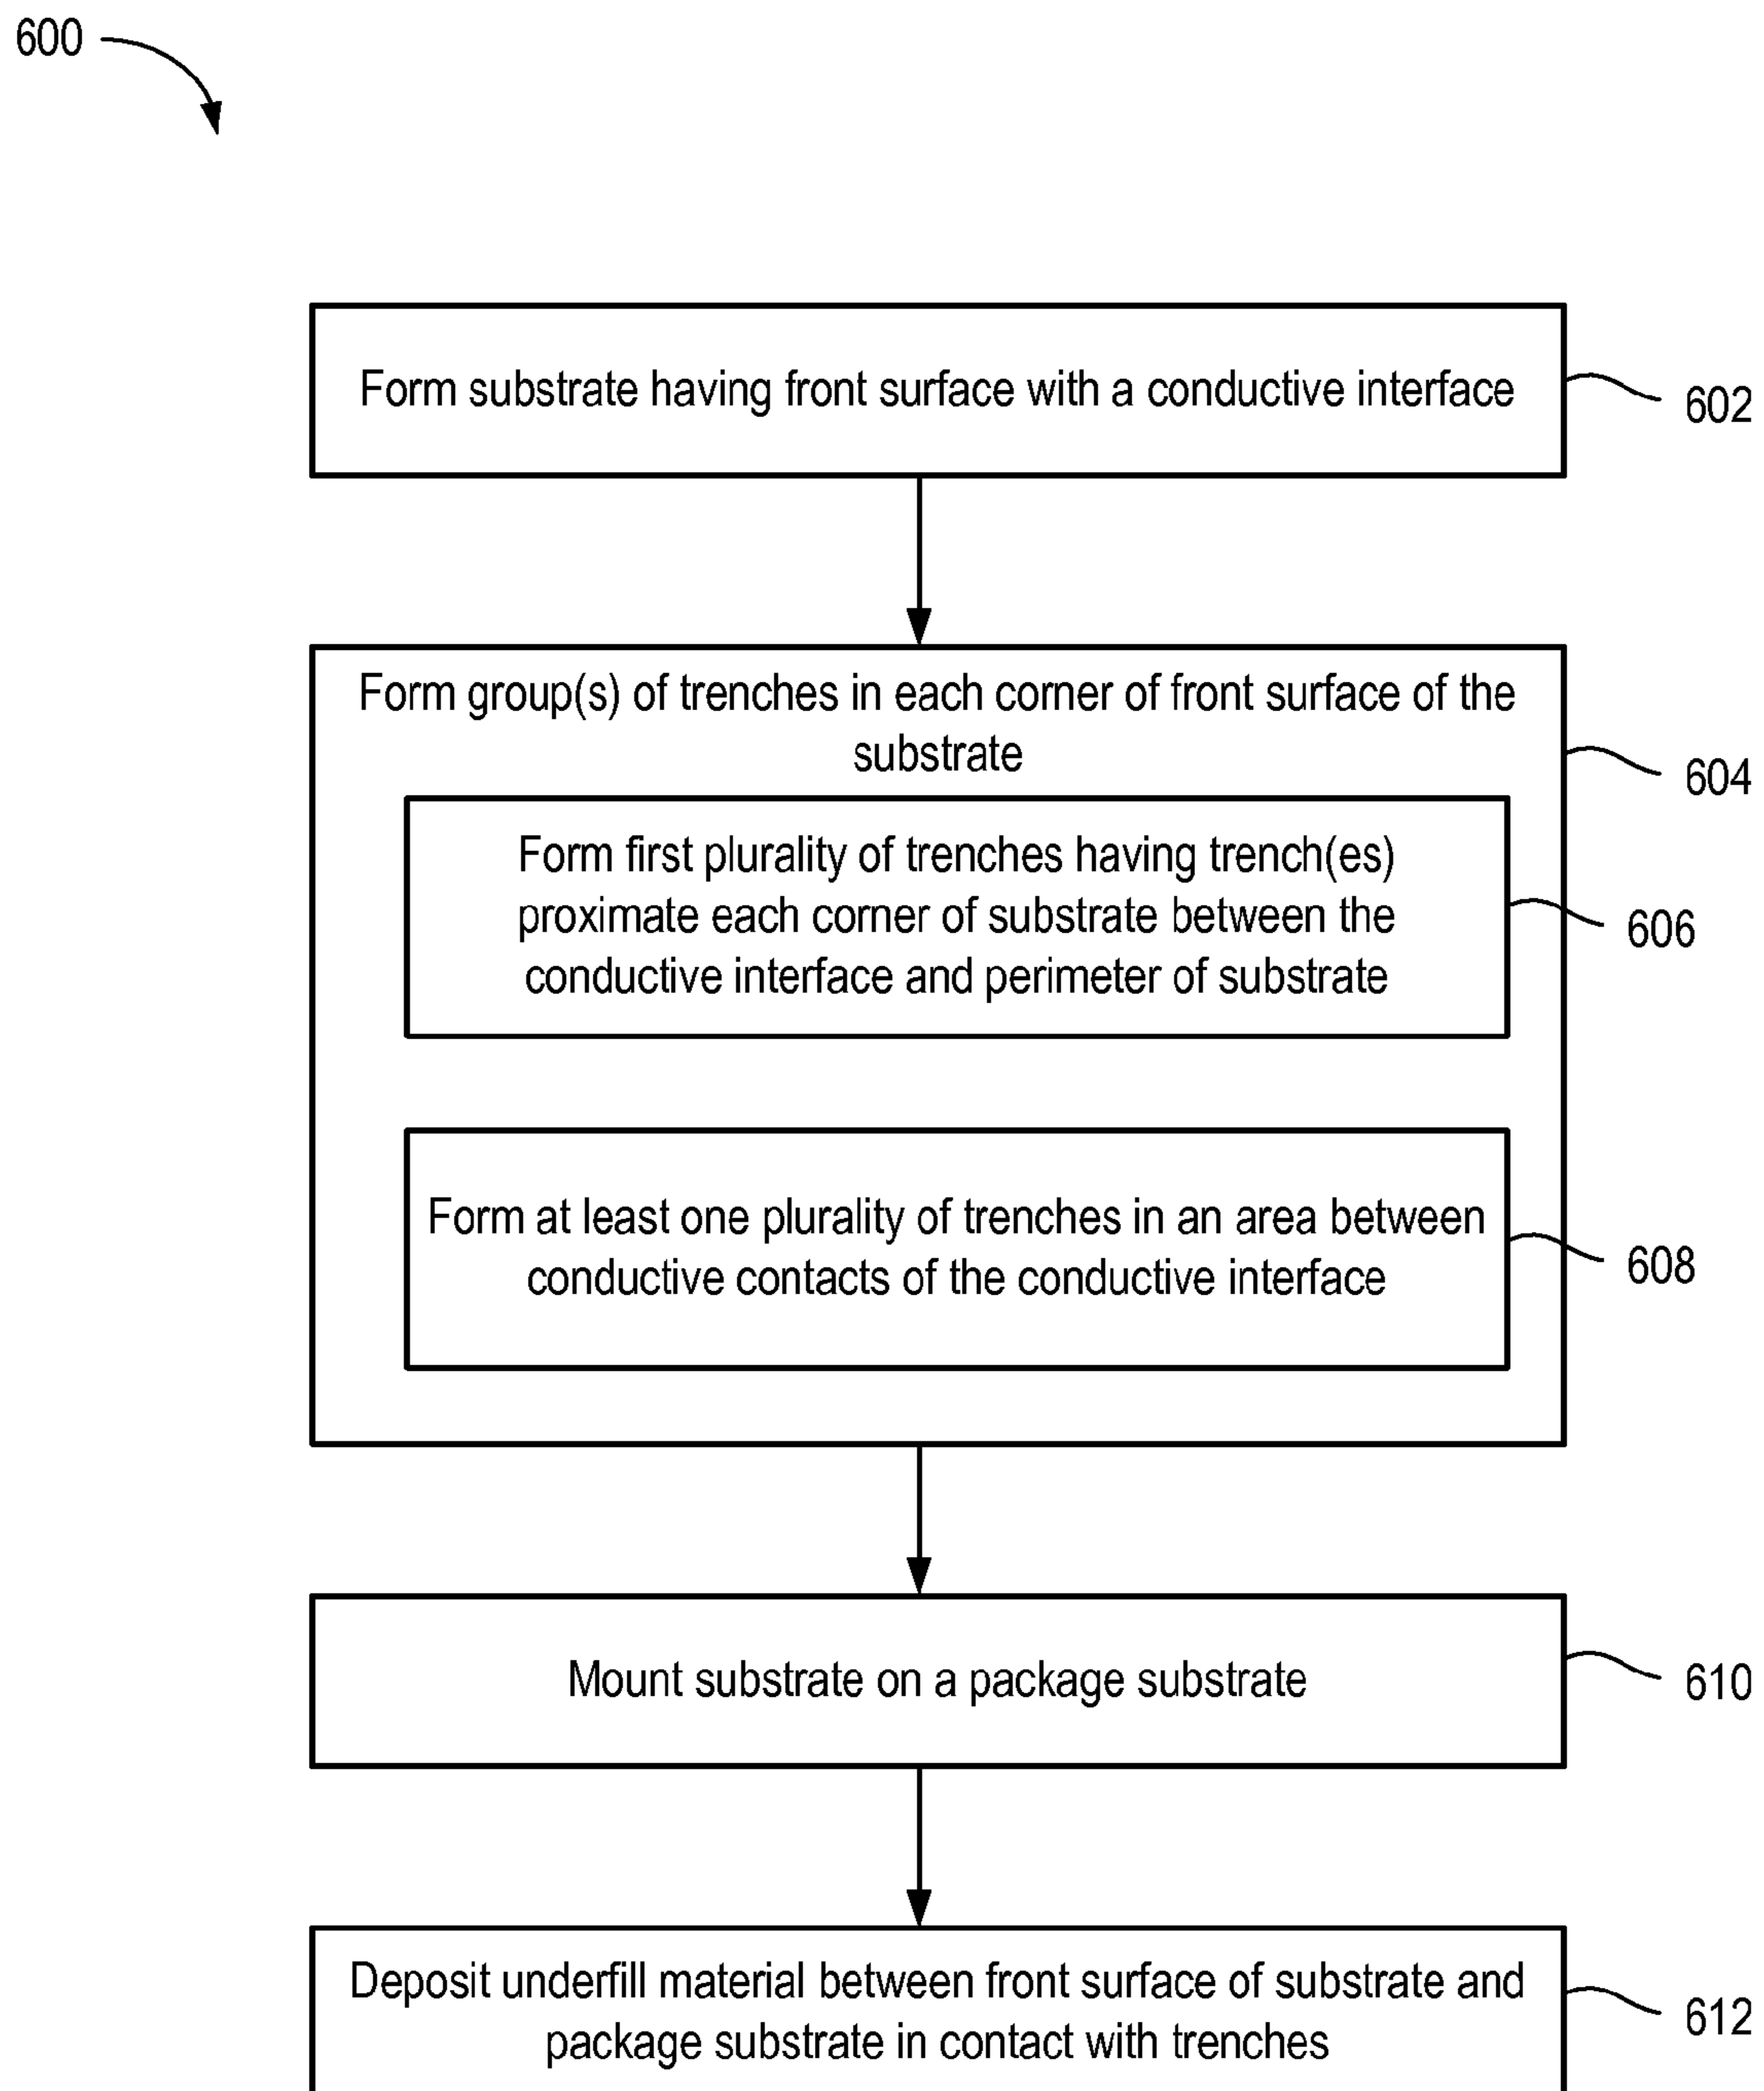 600
Form substrate having front surface with a conductive interface
602
Form group(s) of trenches in each corner of front surface of the
substrate
604
Form first plurality of trenches having trench(es)
proximate each corner of substrate between the
conductive interface and perimeter of substrate
606
Form at least one plurality of trenches in an area between
conductive contacts of the conductive interface
608
Mount substrate on a package substrate
610
Deposit underfill material between front surface of substrate and
package substrate in contact with trenches
612